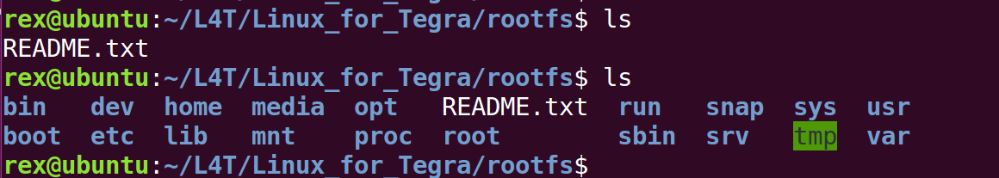 rex@ubuntu:~/L4T/Linux_for_Tegra/rootfs$ ls
README.txt
rex@ubuntu:~/L4T/Linux_for_Tegra/rootfs$ ls
bin   dev  home  media  opt   README.txt  run   snap  sys  usr
boot  etc  lib   mnt    proc  root        sbin  srv   tmp  var
rex@ubuntu:~/L4T/Linux_for_Tegra/rootfs$